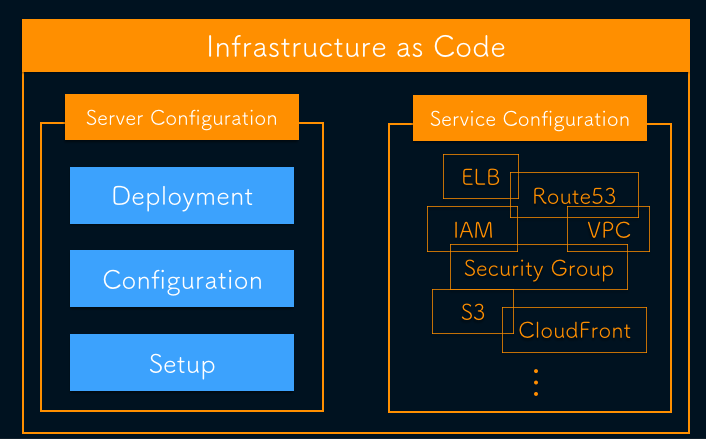 Infrastructure as Code
Server Configuration
Deployment
Configuration
Setup
Service Configuration
ELB
Route53
IAM
VPC
Security Group
S3
CloudFront